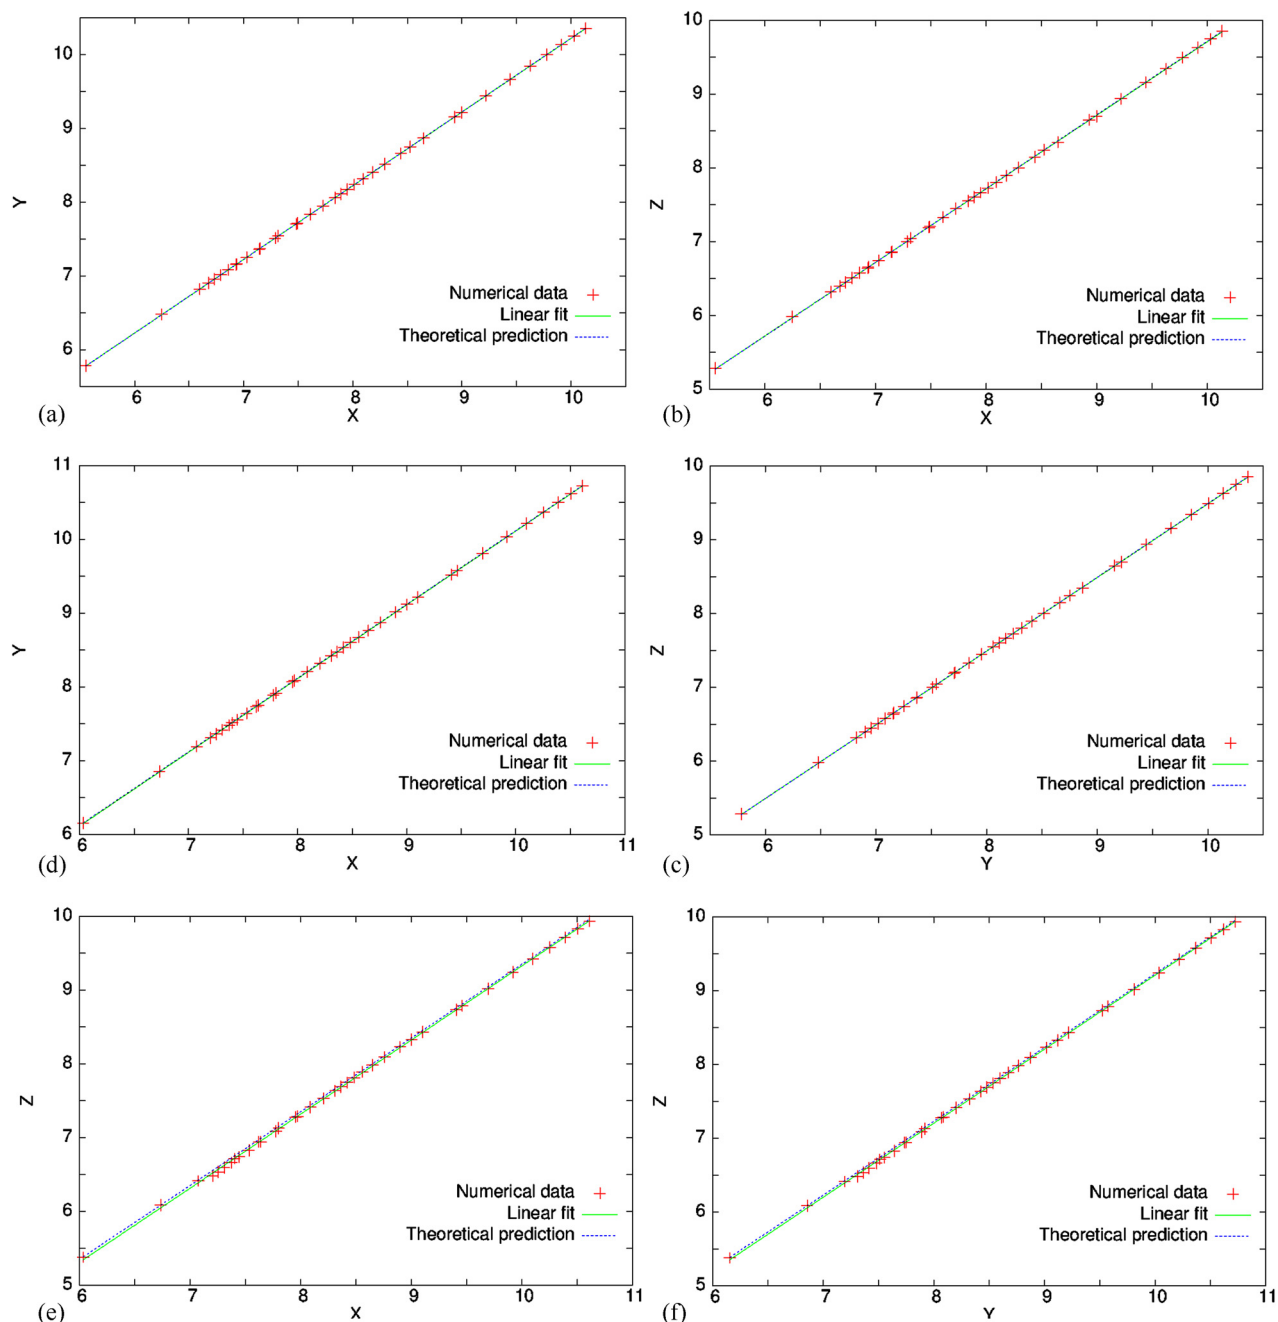 10
9
8
7
6
Y
Numerical data
Linear fit
Theoretical prediction
6 7 8 9 10
X
(a)
10
9
8
7
6
5
Z
Numerical data
Linear fit
Theoretical prediction
6 7 8 9 10
X
(b)
11
10
9
8
7
6
Y
Numerical data
Linear fit
Theoretical prediction
6 7 8 9 10 11
X
(d)
10
9
8
7
6
5
Z
Numerical data
Linear fit
Theoretical prediction
6 7 8 9 10
Y
(c)
10
9
8
7
6
5
Z
Numerical data
Linear fit
Theoretical prediction
6 7 8 9 10 11
X
(e)
10
9
8
7
6
5
Z
Numerical data
Linear fit
Theoretical prediction
6 7 8 9 10 11
Y
(f)